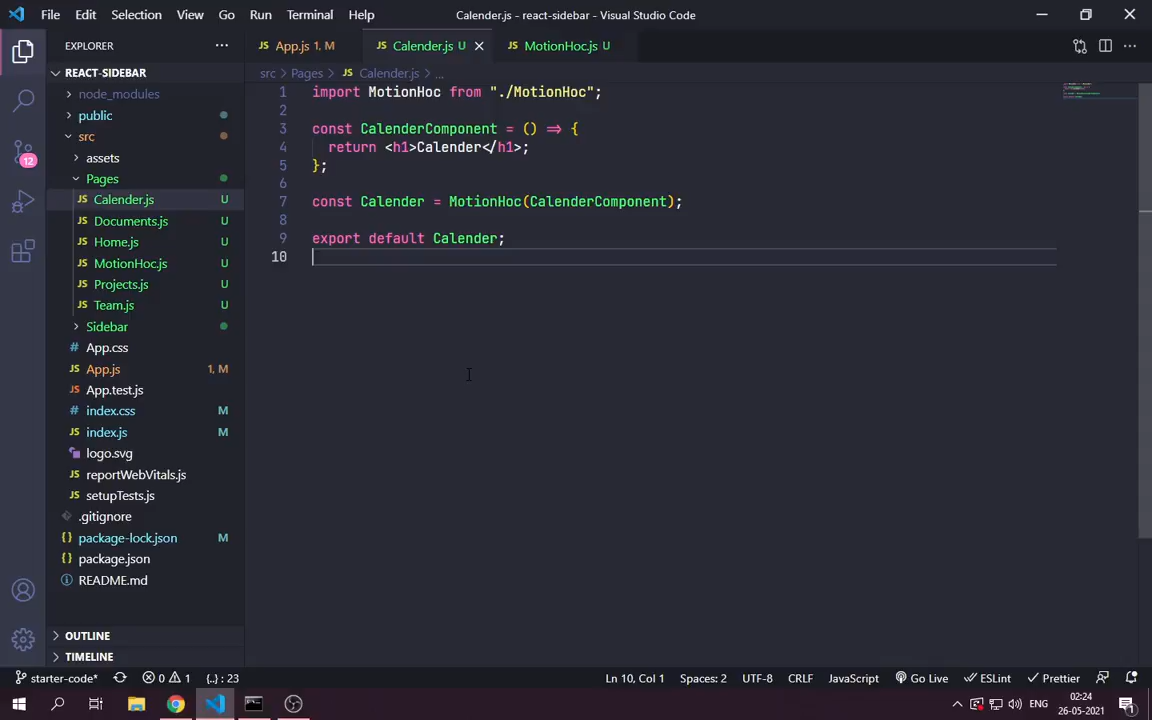 File Edit Selection View Go Run Terminal Help
Calender.js - react-sidebar - Visual Studio Code
EXPLORER
REACT-SIDEBAR
node_modules
public
src
assets
Pages
JS Calender.js U
JS Documents.js U
JS Home.js U
JS MotionHoc.js U
JS Projects.js U
JS Team.js U
Sidebar
# App.css
JS App.js 1, M
JS App.test.js
# index.css M
JS index.js M
logo.svg
JS reportWebVitals.js
JS setupTests.js
.gitignore
{} package-lock.json M
{} package.json
README.md
OUTLINE
TIMELINE
12
JS App.js 1, M
JS Calender.js U
JS MotionHoc.js U
src > Pages > JS Calender.js > ...
1 import MotionHoc from "./MotionHoc";
2
3 const CalenderComponent = () => {
4 return <h1>Calender</h1>;
5 };
6
7 const Calender = MotionHoc(CalenderComponent);
8
9 export default Calender;
10
starter-code* 0 1 {..} : 23
Ln 10, Col 1 Spaces: 2 UTF-8 CRLF JavaScript Go Live ESLint Prettier
ENG
02:24
26-05-2021
1